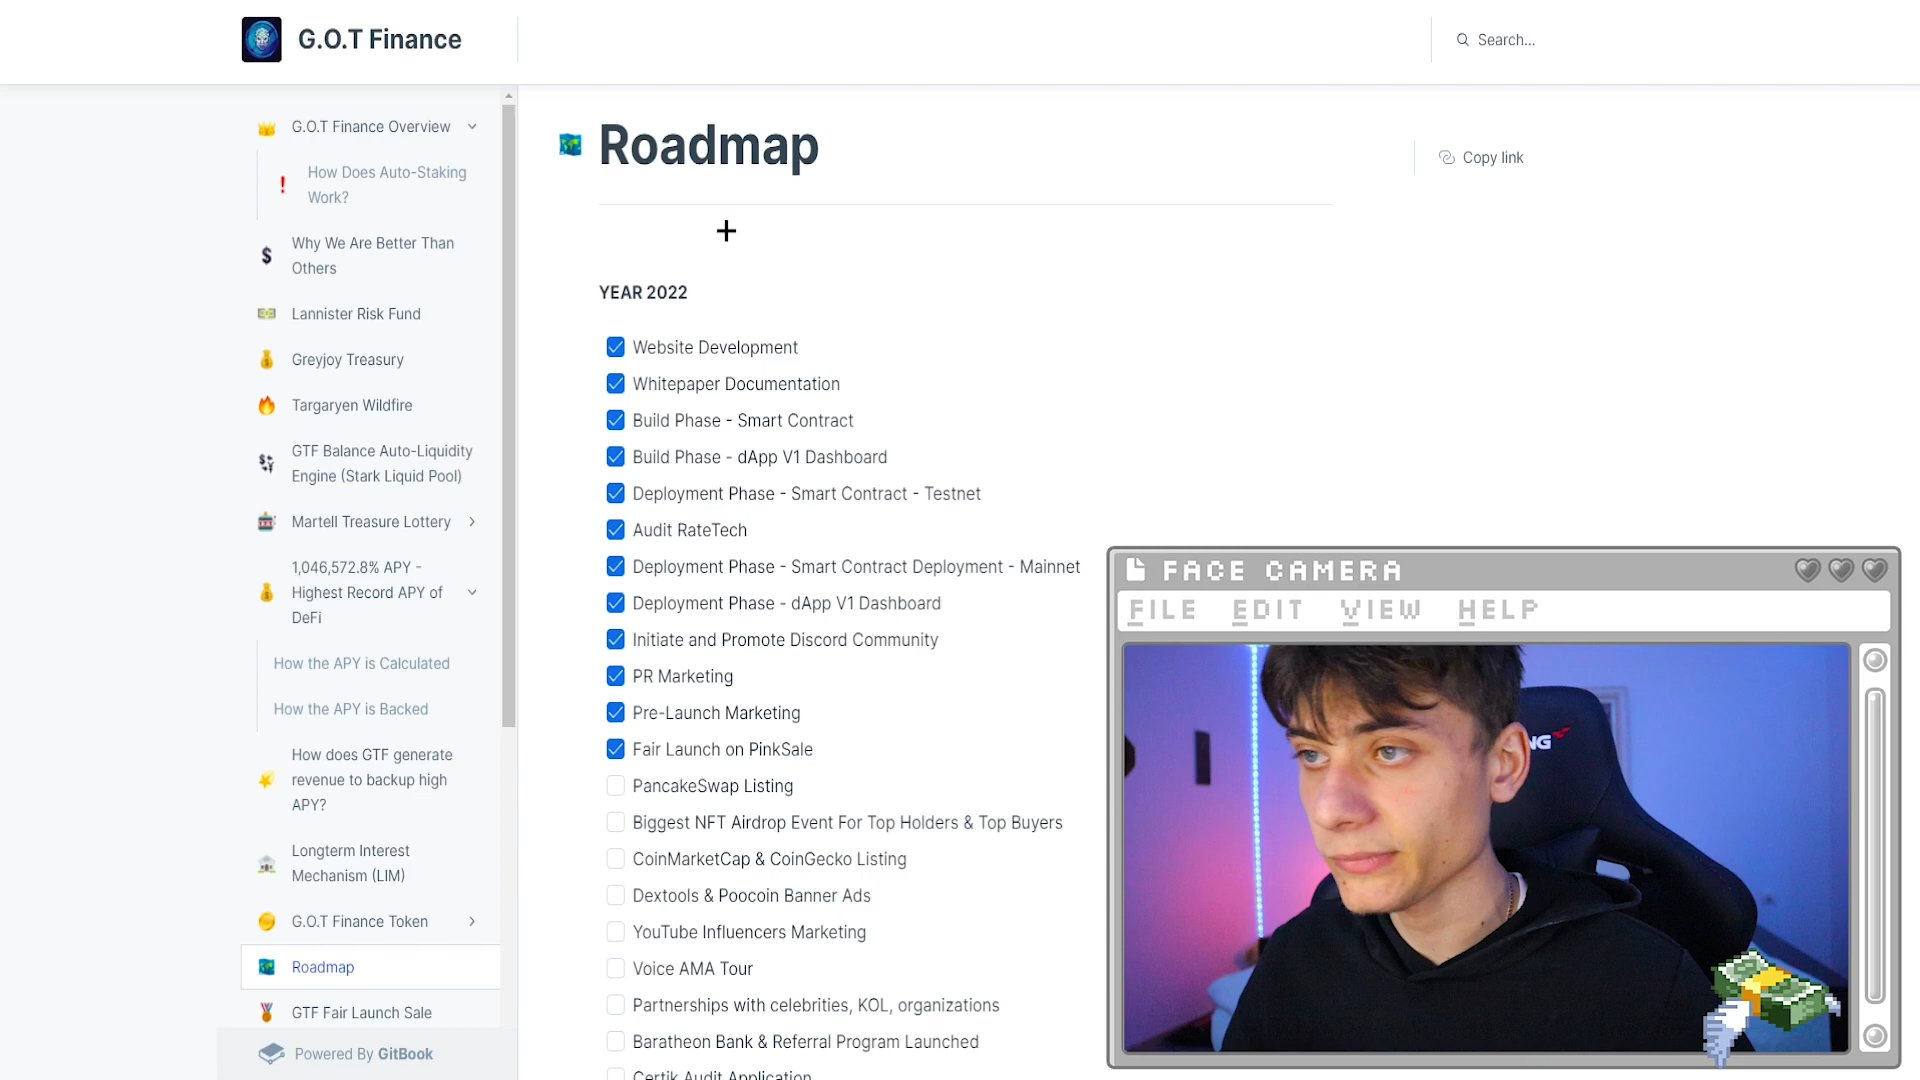 G.O.T Finance
Search...
G.O.T Finance Overview
How Does Auto-Staking
Work?
Why We Are Better Than
Others
Lannister Risk Fund
Greyjoy Treasury
Targaryen Wildfire
GTF Balance Auto-Liquidity
Engine (Stark Liquid Pool)
Martell Treasure Lottery
1,046,572.8% APY -
Highest Record APY of
DeFi
How the APY is Calculated
How the APY is Backed
How does GTF generate
revenue to backup high
APY?
Longterm Interest
Mechanism (LIM)
G.O.T Finance Token
Roadmap
GTF Fair Launch Sale
Powered By GitBook
Roadmap
Copy link
YEAR 2022
Website Development
Whitepaper Documentation
Build Phase - Smart Contract
Build Phase - dApp V1 Dashboard
Deployment Phase - Smart Contract - Testnet
Audit RateTech
Deployment Phase - Smart Contract Deployment - Mainnet
Deployment Phase - dApp V1 Dashboard
Initiate and Promote Discord Community
PR Marketing
Pre-Launch Marketing
Fair Launch on PinkSale
PancakeSwap Listing
Biggest NFT Airdrop Event For Top Holders & Top Buyers
CoinMarketCap & CoinGecko Listing
Dextools & Poocoin Banner Ads
YouTube Influencers Marketing
Voice AMA Tour
Partnerships with celebrities, KOL, organizations
Baratheon Bank & Referral Program Launched
Certik Audit Application
FACE CAMERA
FILE EDIT VIEW HELP